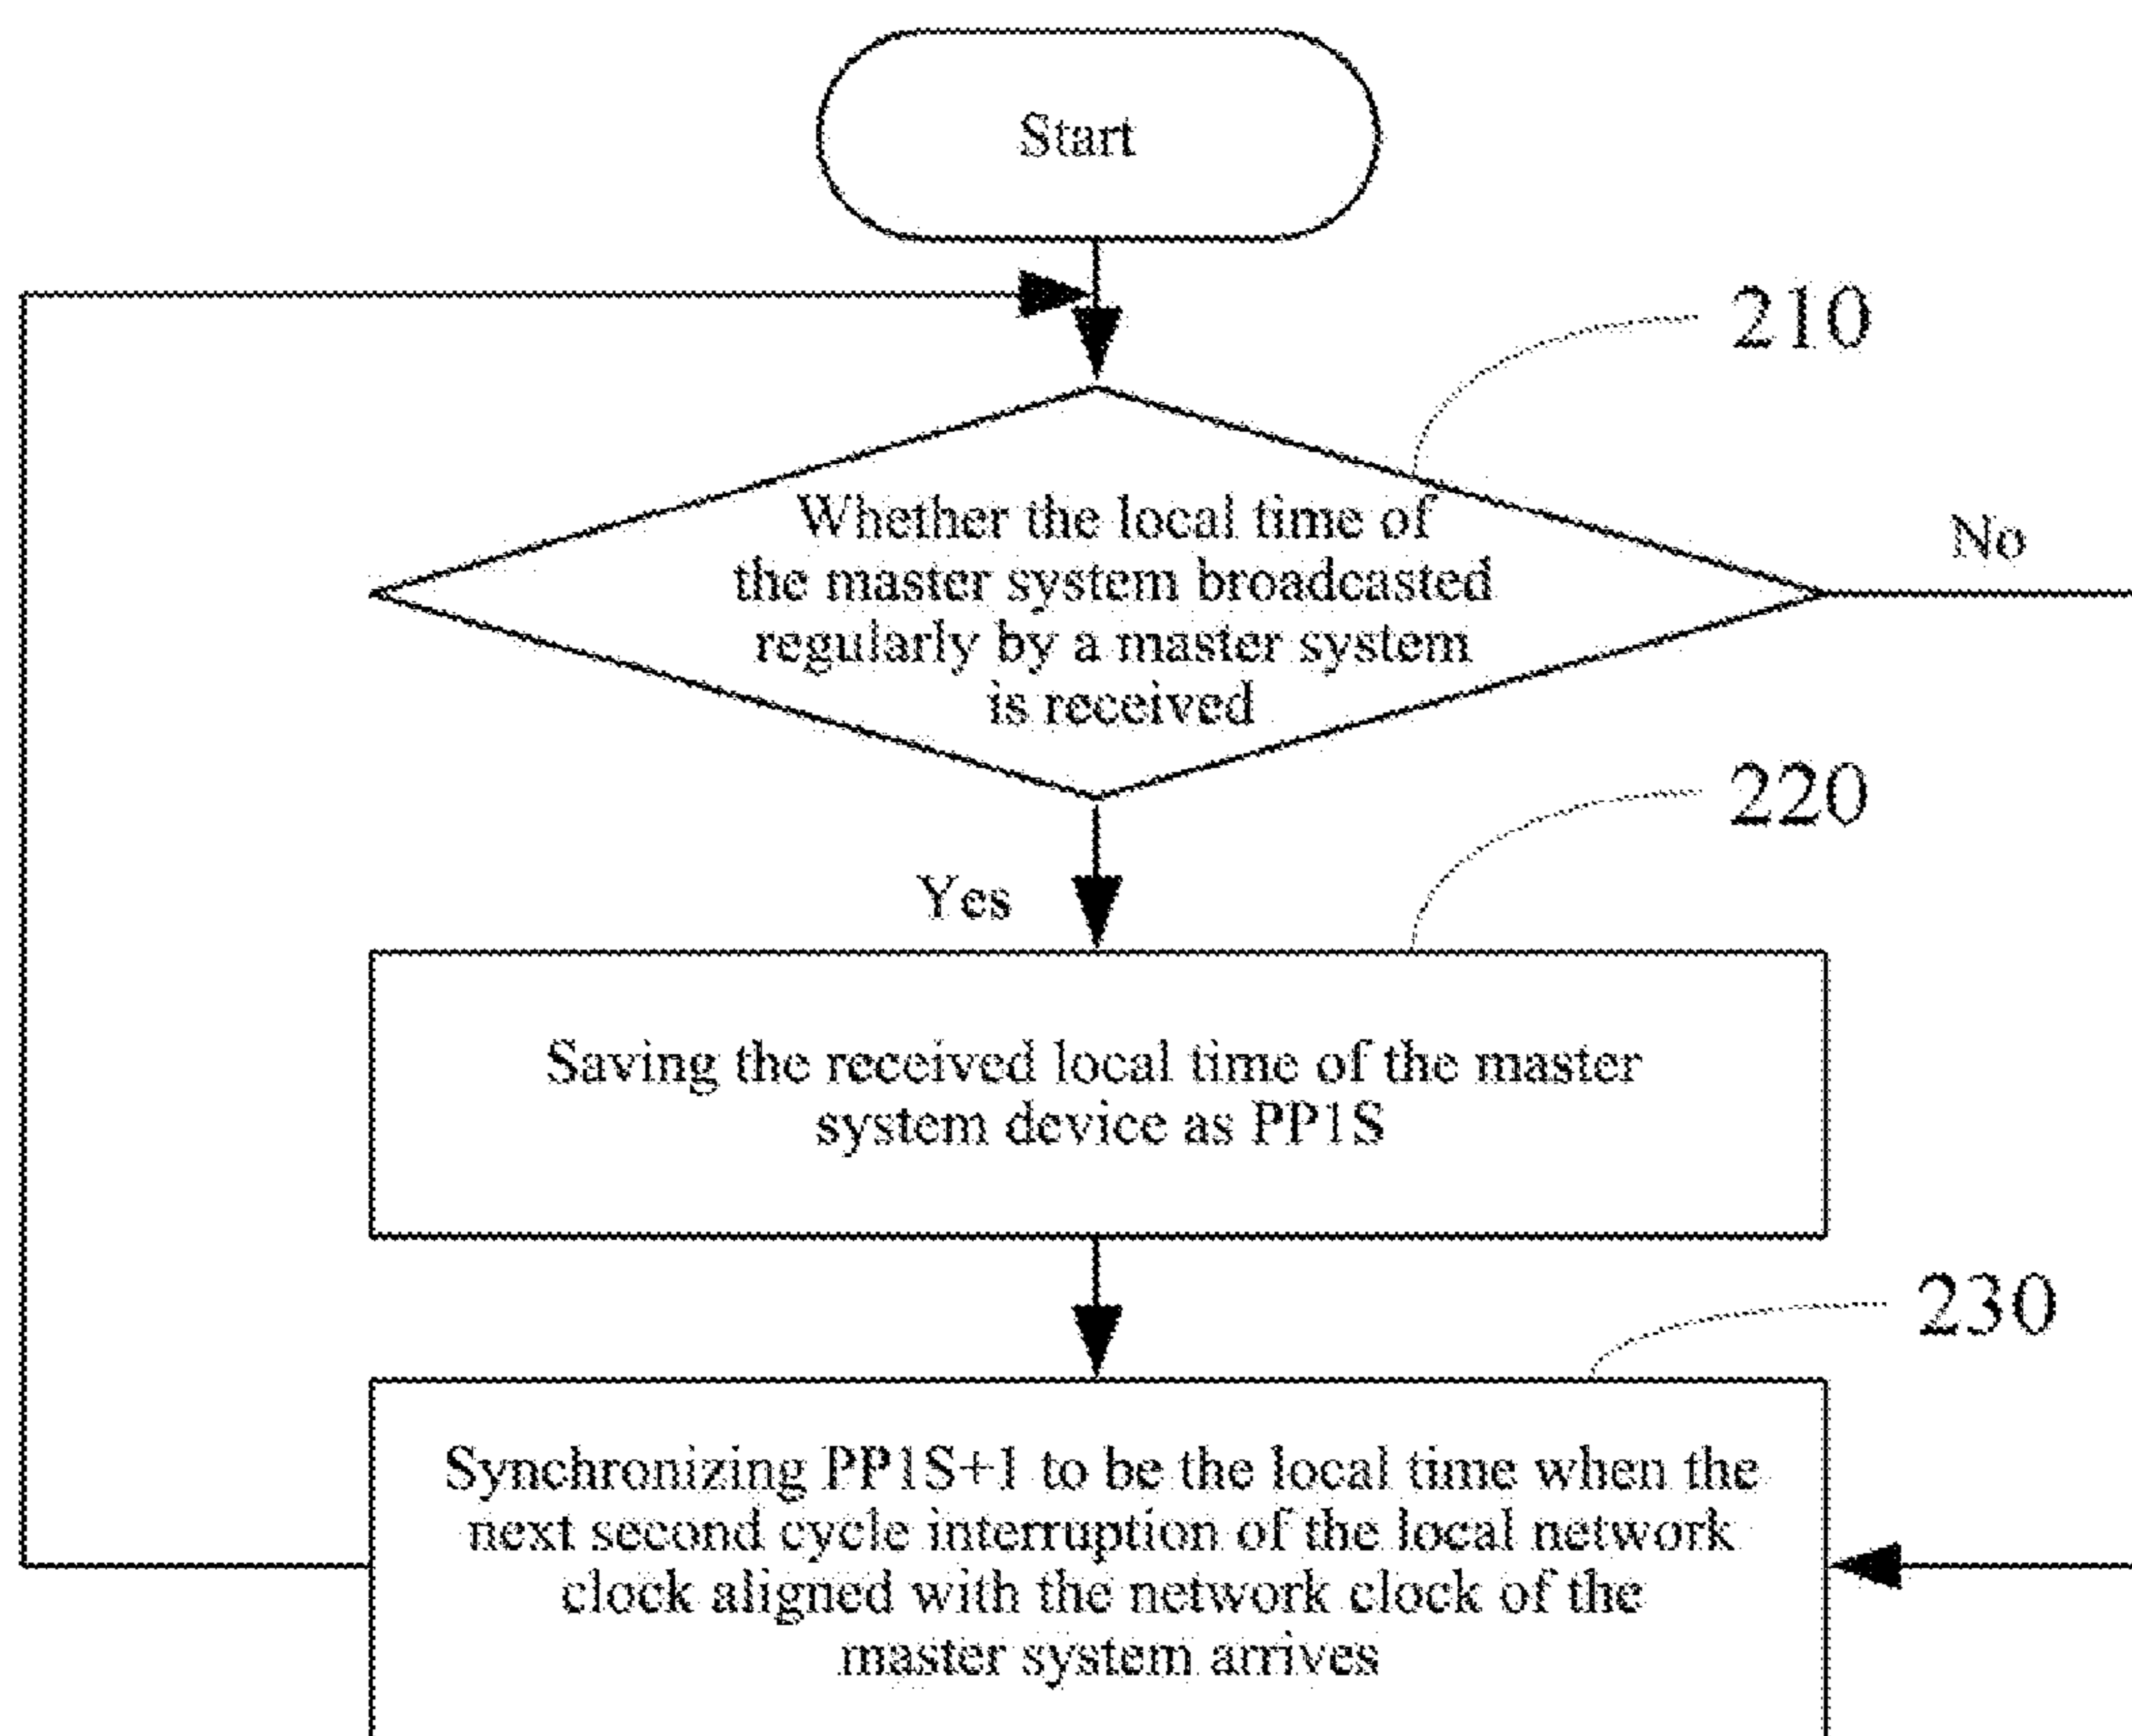 Start
210
Whether the local time of
the master system broadcasted
regularly by a master system
is received
No
220
Yes
Saving the received local time of the master
system device as PP1S
230
Synchronizing PP1S+1 to be the local time when the
next second cycle interruption of the local network
clock aligned with the network clock of the
master system arrives